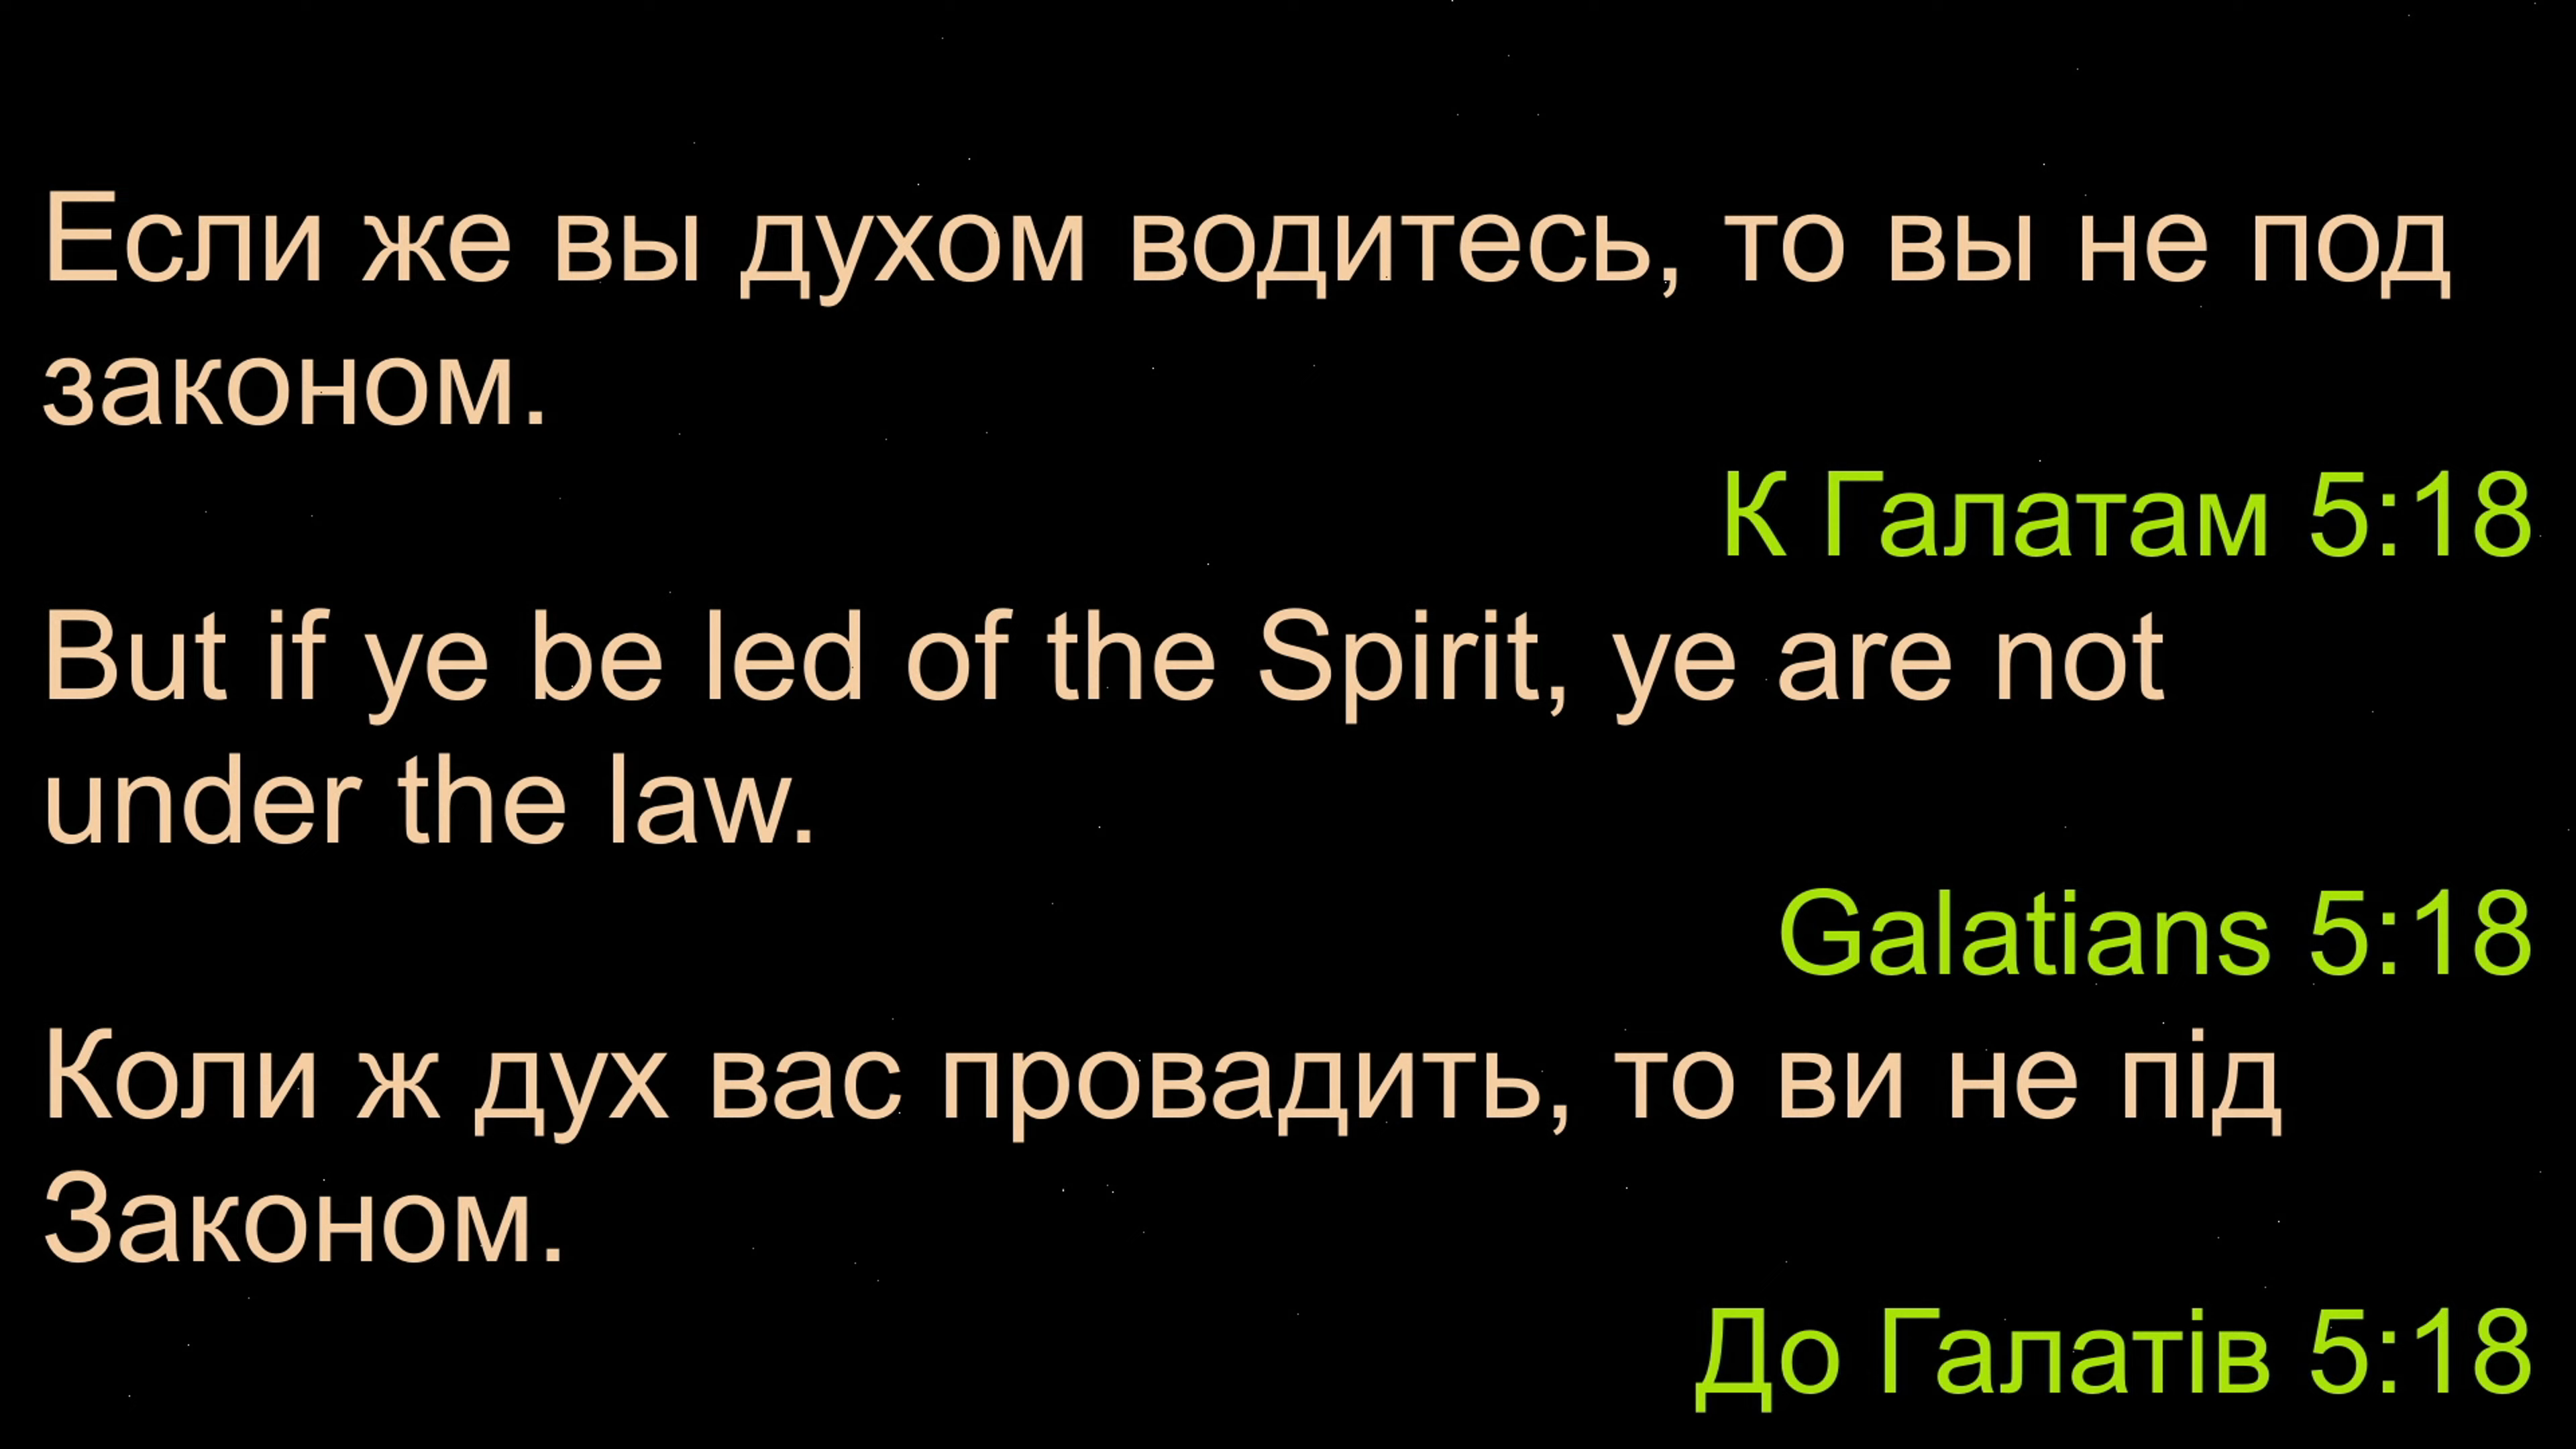 Если же вы духом водитесь, то вы не под
законом.
К Галатам 5:18
But if ye be led of the Spirit, ye are not
under the law.
Galatians 5:18
Коли ж дух вас провадить, то ви не під
Законом.
До Галатів 5:18